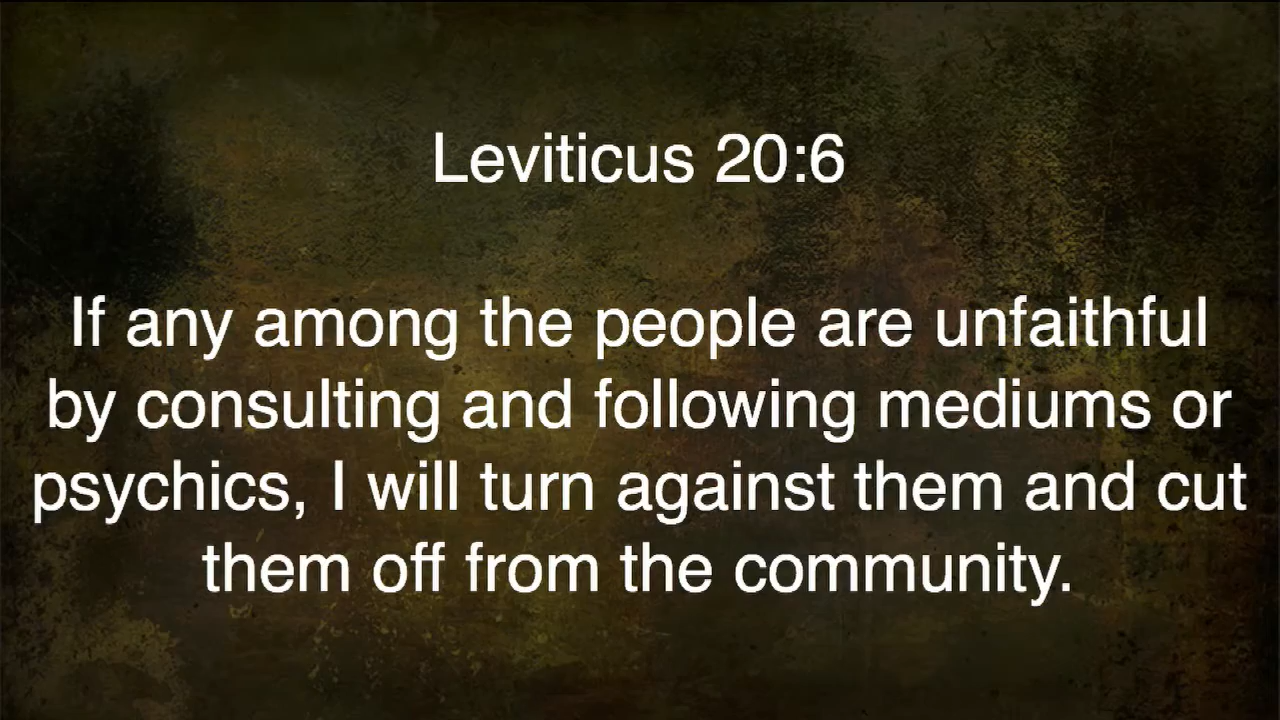 Leviticus 20:6
If any among the people are unfaithful
by consulting and following mediums or
psychics, I will turn against them and cut
them off from the community.